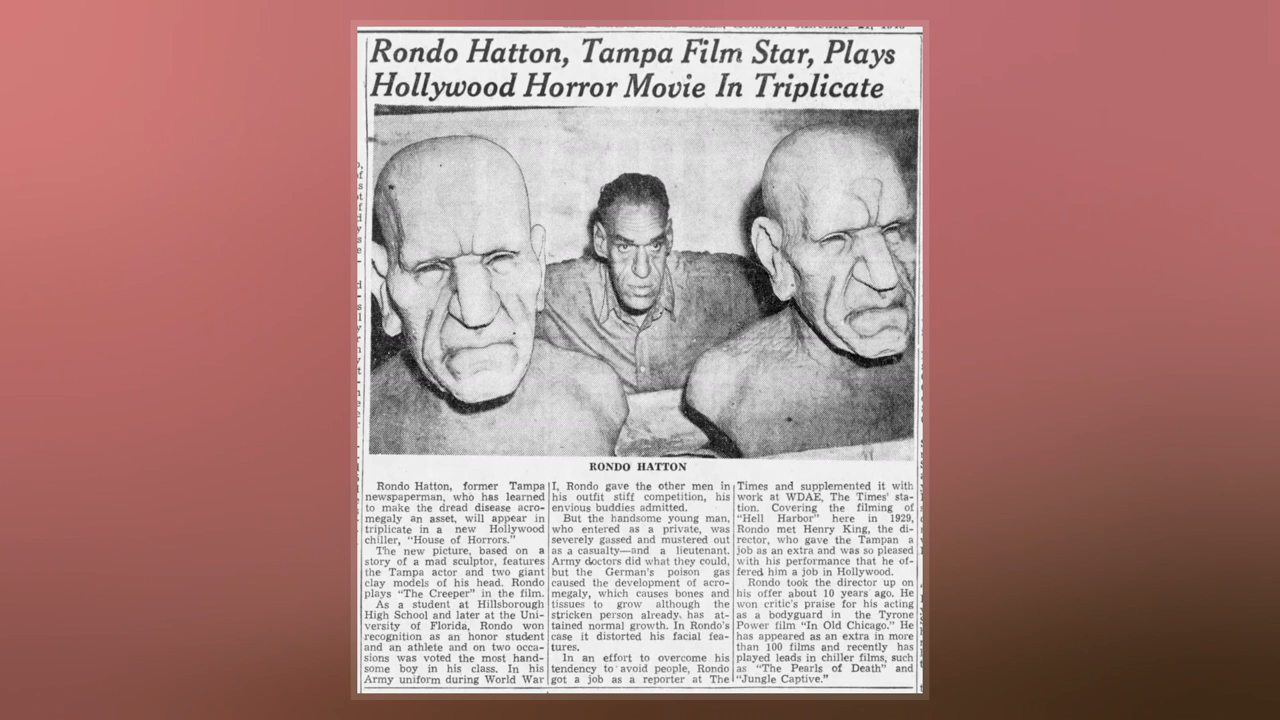 Rondo Hatton, Tampa Film Star, Plays
Hollywood Horror Movie In Triplicate
RONDO HATTON
Rondo Hatton, former Tampa
newspaperman, who has learned
to make the dread disease acro-
megaly an asset, will appear in
triplicate in a new Hollywood
chiller, "House of Horrors."
The new picture, based on a
story of a mad sculptor, features
the Tampa actor and two giant
clay models of his head. Rondo
plays "The Creeper" in the film.
As a student at Hillsborough
High School and later at the Uni-
versity of Florida, Rondo won
recognition as an honor student
and an athlete and on two occa-
sions was voted the most hand-
some boy in his class. In his
Army uniform during World War
I, Rondo gave the other men in
his outfit stiff competition, his
envious buddies admitted.
But the handsome young man,
who entered as a private, was
severely gassed and mustered out
as a casualty—and a lieutenant.
Army doctors did what they could,
but the German's poison gas
caused the development of acro-
megaly, which causes bones and
tissues to grow although the
stricken person already has at-
tained normal growth. In Rondo's
case it distorted his facial fea-
tures.
In an effort to overcome his
tendency to avoid people, Rondo
got a job as a reporter at The
Times and supplemented it with
work at WDAE, The Times' sta-
tion. Covering the filming of
"Hell Harbor" here in 1929,
Rondo met Henry King, the di-
rector, who gave the Tampan a
job as an extra and was so pleased
with his performance that he of-
fered him a job in Hollywood.
Rondo took the director up on
his offer about 10 years ago. He
won critic's praise for his acting
as a bodyguard in the Tyrone
Power film "In Old Chicago." He
has appeared as an extra in more
than 100 films and recently has
played leads in chiller films, such
as "The Pearls of Death" and
"Jungle Captive."